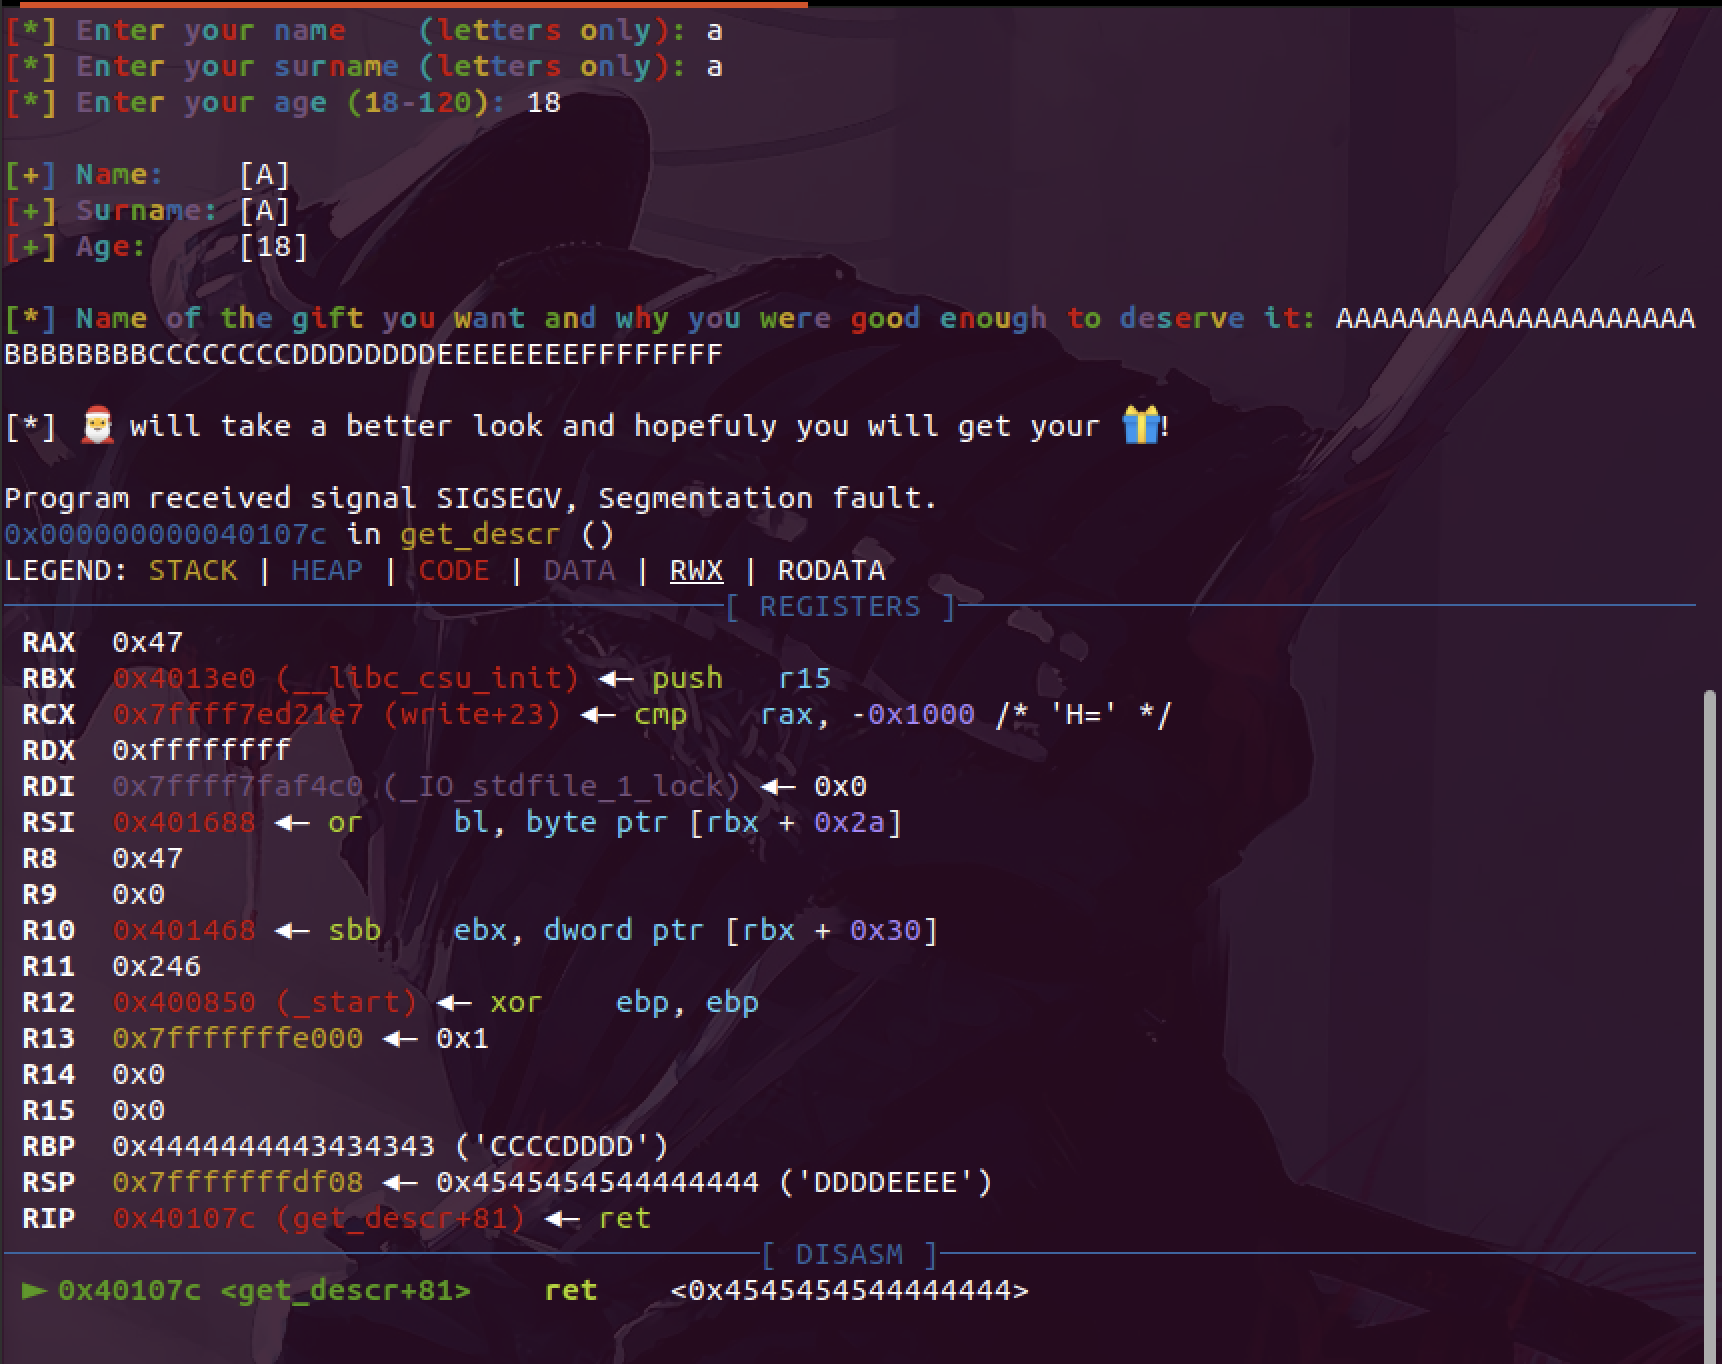 [*] Enter your name    (letters only): a
[*] Enter your surname (letters only): a
[*] Enter your age (18-120): 18
[+] Name:    [A]
[+] Surname: [A]
[+] Age:     [18]
[*] Name of the gift you want and why you were good enough to deserve it: AAAAAAAAAAAAAAAAAAAA
BBBBBBBBCCCCCCCCDDDDDDDDEEEEEEEEFFFFFFFF
[*] 🎅 will take a better look and hopefuly you will get your 🎁!
Program received signal SIGSEGV, Segmentation fault.
0x000000000040107c in get_descr ()
LEGEND: STACK | HEAP | CODE | DATA | RWX | RODATA
[ REGISTERS ]
RAX  0x47
RBX  0x4013e0 (__libc_csu_init) ◂— push   r15
RCX  0x7ffff7ed21e7 (write+23) ◂— cmp    rax, -0x1000 /* 'H=' */
RDX  0xffffffff
RDI  0x7ffff7faf4c0 (_IO_stdfile_1_lock) ◂— 0x0
RSI  0x401688 ◂— or     bl, byte ptr [rbx + 0x2a]
R8   0x47
R9   0x0
R10  0x401468 ◂— sbb    ebx, dword ptr [rbx + 0x30]
R11  0x246
R12  0x400850 (_start) ◂— xor    ebp, ebp
R13  0x7fffffffe000 ◂— 0x1
R14  0x0
R15  0x0
RBP  0x4444444443434343 ('CCCCDDDD')
RSP  0x7fffffffdf08 ◂— 0x4545454544444444 ('DDDDEEEE')
RIP  0x40107c (get_descr+81) ◂— ret
[ DISASM ]
► 0x40107c <get_descr+81>    ret    <0x4545454544444444>